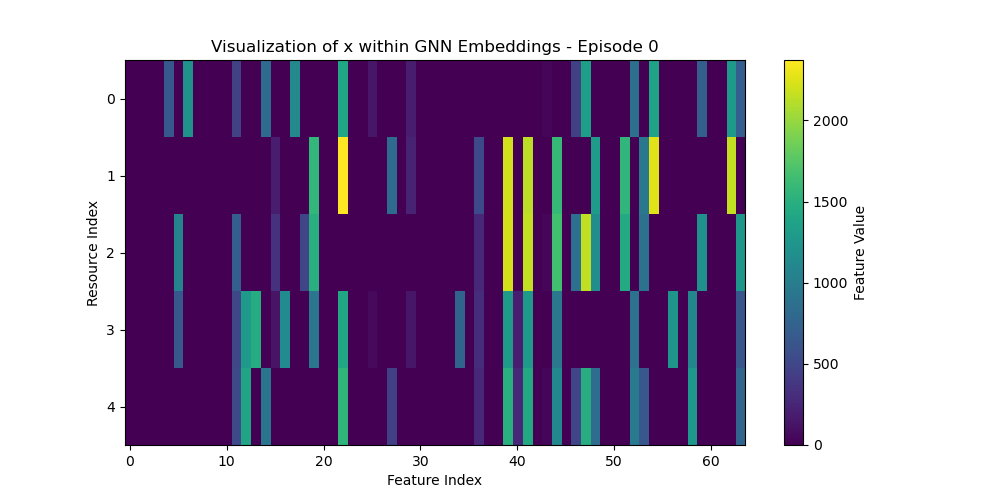 Visualization of x within GNN Embeddings - Episode 0
Resource Index
0
1
2
3
4
0 10 20 30 40 50 60
Feature Index
2000
1500
1000
500
0
Feature Value